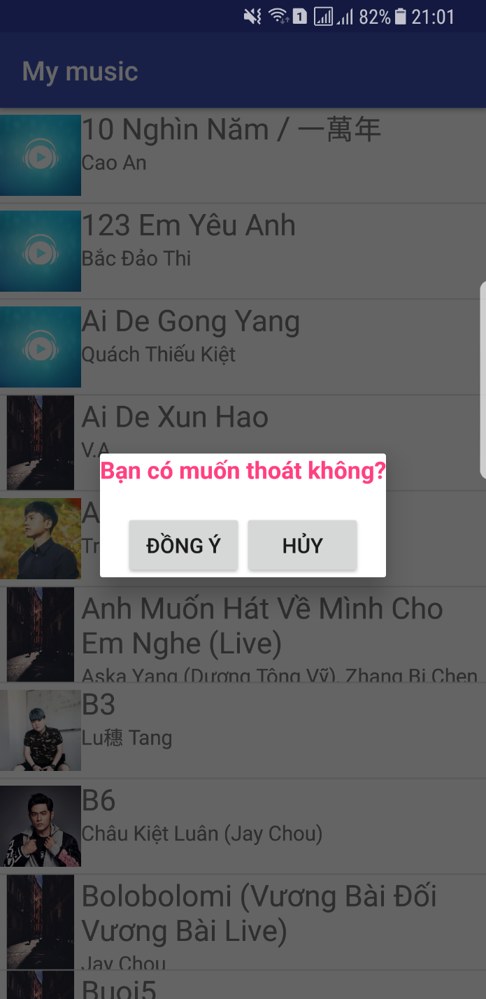 1
82%
21:01
My music
10 Nghìn Năm / 一萬年
Cao An
123 Em Yêu Anh
Bắc Đảo Thi
Ai De Gong Yang
Quách Thiếu Kiệt
Ai De Xun Hao
V.A
Bạn có muốn thoát không?
A
Tr
ĐỒNG Ý
HỦY
Anh Muốn Hát Về Mình Cho
Em Nghe (Live)
Aska Yang (Dương Tông Vỹ), Zhang Bi Chen
B3
Lu穗 Tang
B6
Châu Kiệt Luân (Jay Chou)
Bolobolomi (Vương Bài Đối
Vương Bài Live)
Jay Chou
Buoi5